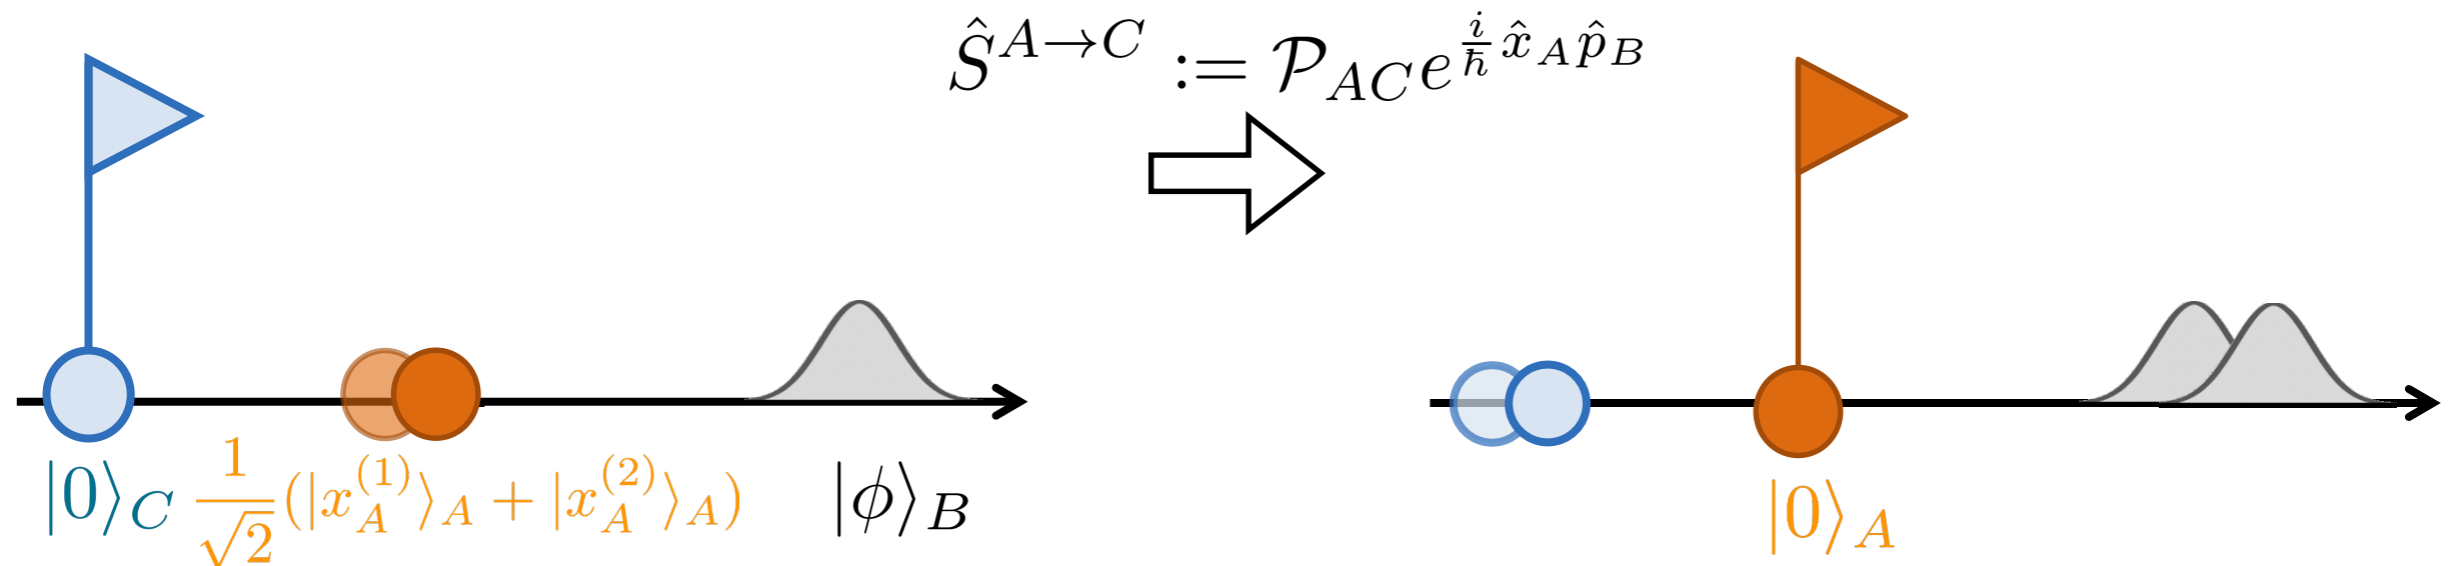 $\hat{S}^{A \to C} := \mathcal{P}_{AC} e^{\frac{i}{\hbar} \hat{x}_A \hat{p}_B}$
$|0\rangle_C \frac{1}{\sqrt{2}} (|x_A^{(1)}\rangle_A + |x_A^{(2)}\rangle_A)$ $|\phi\rangle_B$ $|0\rangle_A$